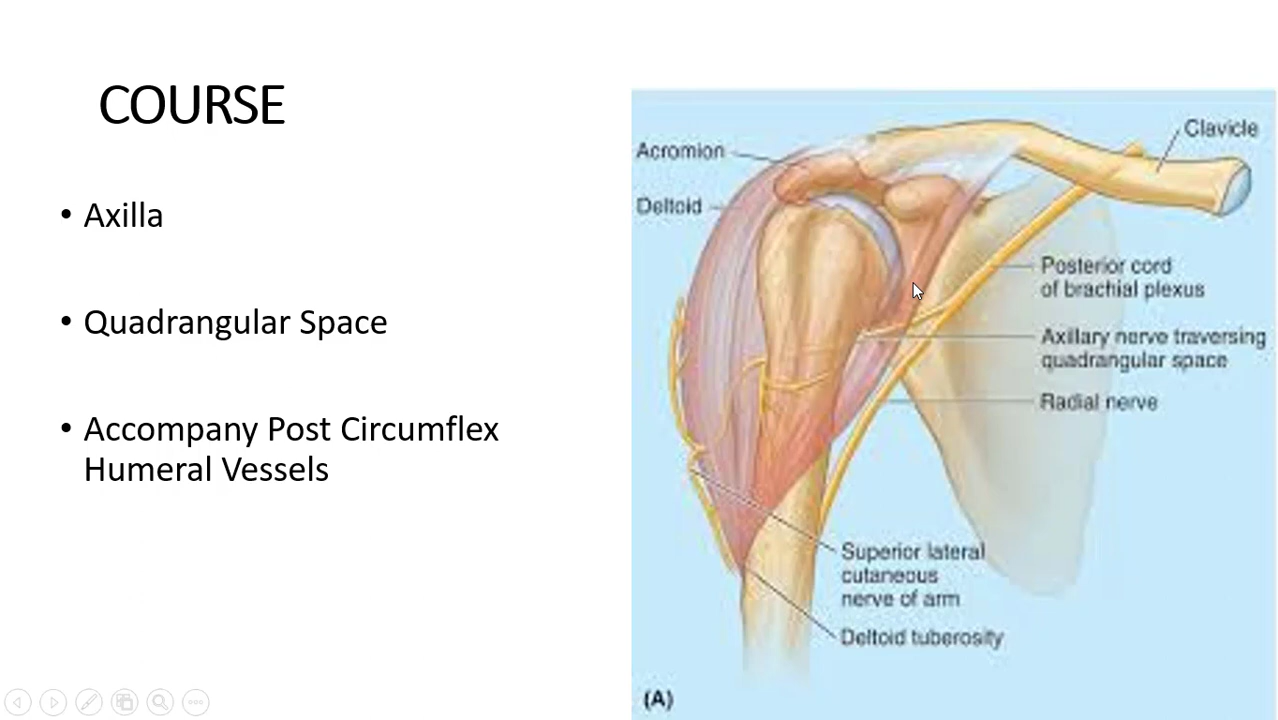 COURSE
• Axilla
• Quadrangular Space
• Accompany Post Circumflex
Humeral Vessels
Clavicle
Acromion
Deltoid
Posterior cord
of brachial plexus
Axillary nerve traversing
quadrangular space
Radial nerve
Superior lateral
cutaneous
nerve of arm
Deltoid tuberosity
(A)